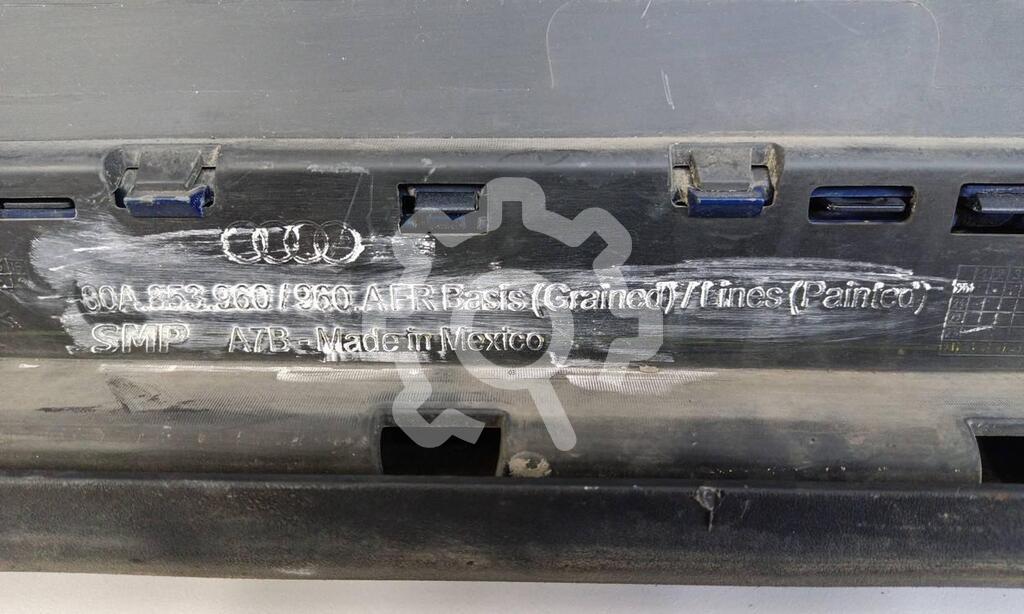 80A.853.960/960.A FR Basis (Grained) / Lines (Painted)
SMP A7B - Made in Mexico